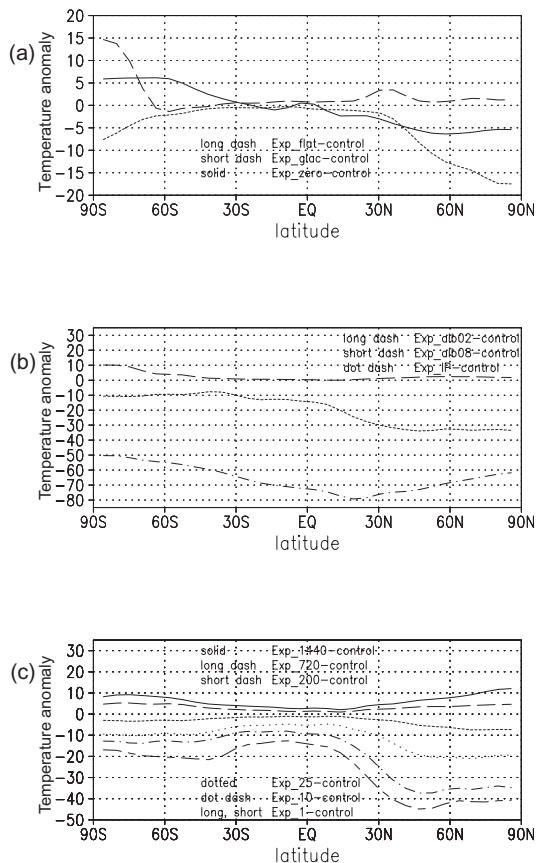 (a)
Temperature anomaly
20
15
10
5
0
−5
−10
−15
−20
long dash Exp_flat−control
short dash Exp_glac−control
solid Exp_zero−control
90S 60S 30S EQ 30N 60N 90N
latitude
(b)
Temperature anomaly
30
20
10
0
−10
−20
−30
−40
−50
−60
−70
−80
long dash Exp_alb02−control
short dash Exp_alb08−control
dot dash Exp_IF−control
90S 60S 30S EQ 30N 60N 90N
latitude
(c)
Temperature anomaly
30
20
10
0
−10
−20
−30
−40
−50
solid Exp_1440−control
long dash Exp_720−control
short dash Exp_200−control
dotted Exp_25−control
dot dash Exp_10−control
long, short Exp_1−control
90S 60S 30S EQ 30N 60N 90N
latitude